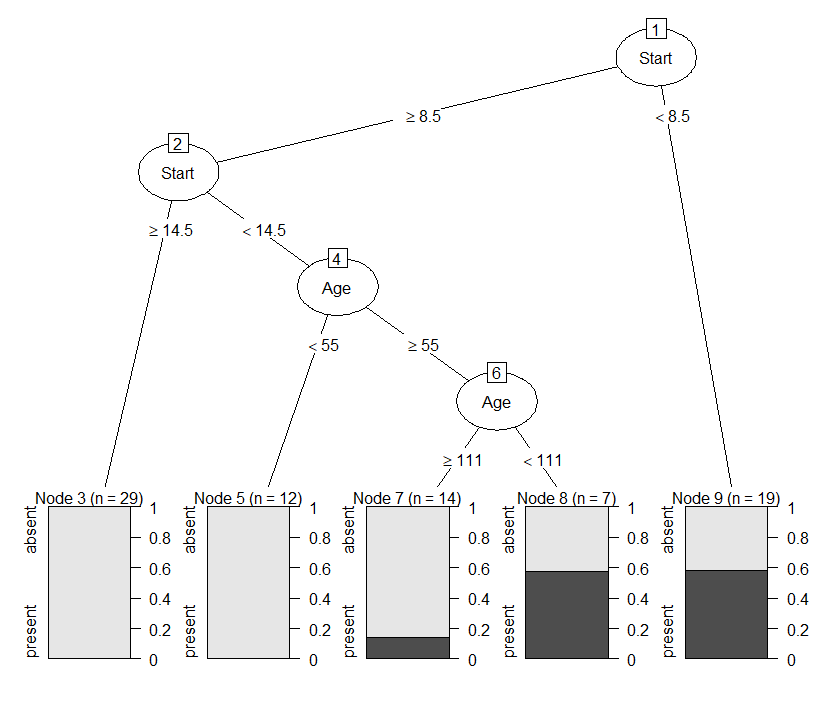 1
Start
≥ 8.5
< 8.5
2
Start
≥ 14.5
< 14.5
4
Age
< 55
≥ 55
6
Age
≥ 111
< 111
Node 3 (n = 29)
Node 5 (n = 12)
Node 7 (n = 14)
Node 8 (n = 7)
Node 9 (n = 19)
absent
present
1
0.8
0.6
0.4
0.2
0
absent
present
1
0.8
0.6
0.4
0.2
0
absent
present
1
0.8
0.6
0.4
0.2
0
absent
present
1
0.8
0.6
0.4
0.2
0
absent
present
1
0.8
0.6
0.4
0.2
0